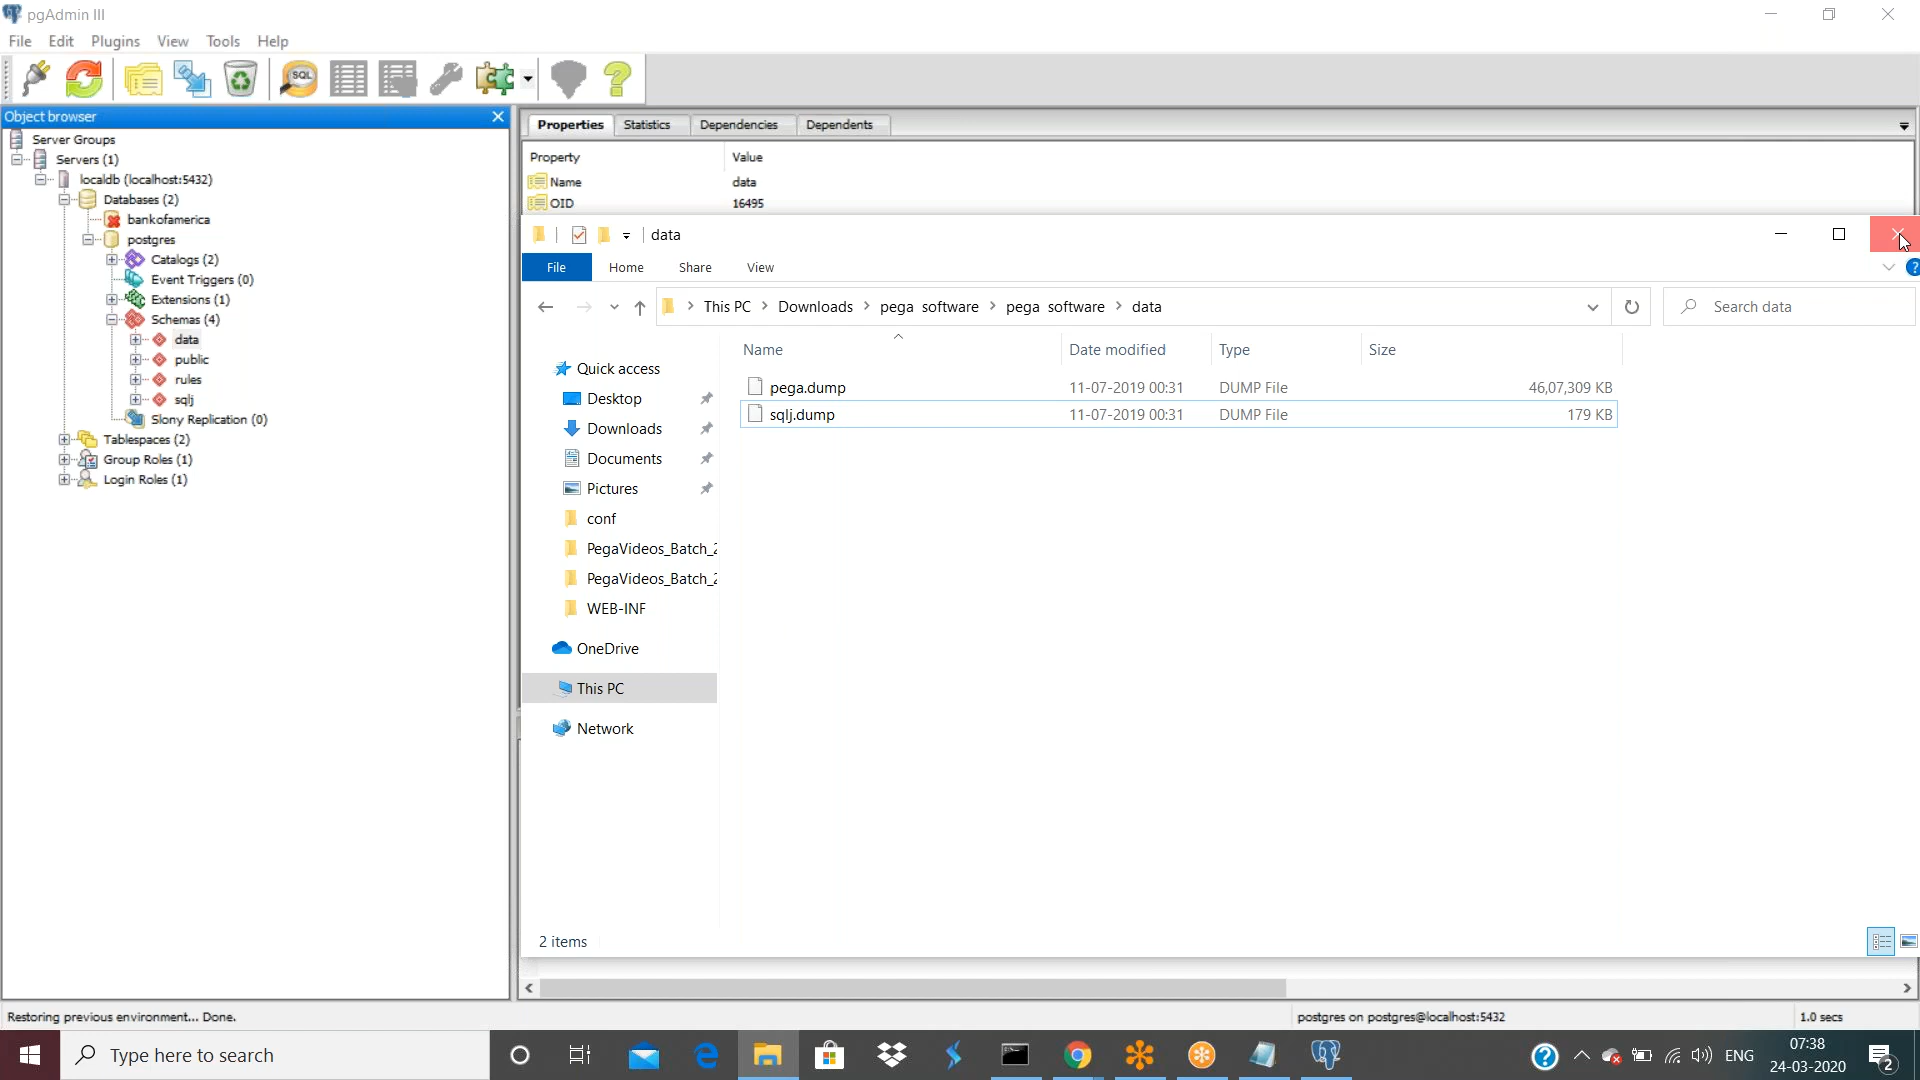 pgAdmin III
File Edit Plugins View Tools Help
SQL
Object browser
Server Groups
Servers (1)
localdb (localhost:5432)
Databases (2)
bankofamerica
postgres
Catalogs (2)
Event Triggers (0)
Extensions (1)
Schemas (4)
data
public
rules
sqlj
Slony Replication (0)
Tablespaces (2)
Group Roles (1)
Login Roles (1)
Properties Statistics Dependencies Dependents
Property Value
Name data
OID 16495
data
File Home Share View
This PC Downloads pega software pega software data
Search data
Name Date modified Type Size
pega.dump 11-07-2019 00:31 DUMP File 46,07,309 KB
sqlj.dump 11-07-2019 00:31 DUMP File 179 KB
Quick access
Desktop
Downloads
Documents
Pictures
conf
PegaVideos_Batch_2
PegaVideos_Batch_2
WEB-INF
OneDrive
This PC
Network
2 items
Restoring previous environment... Done.
postgres on postgres@localhost:5432
1.0 secs
Type here to search
ENG
07:38
24-03-2020
2